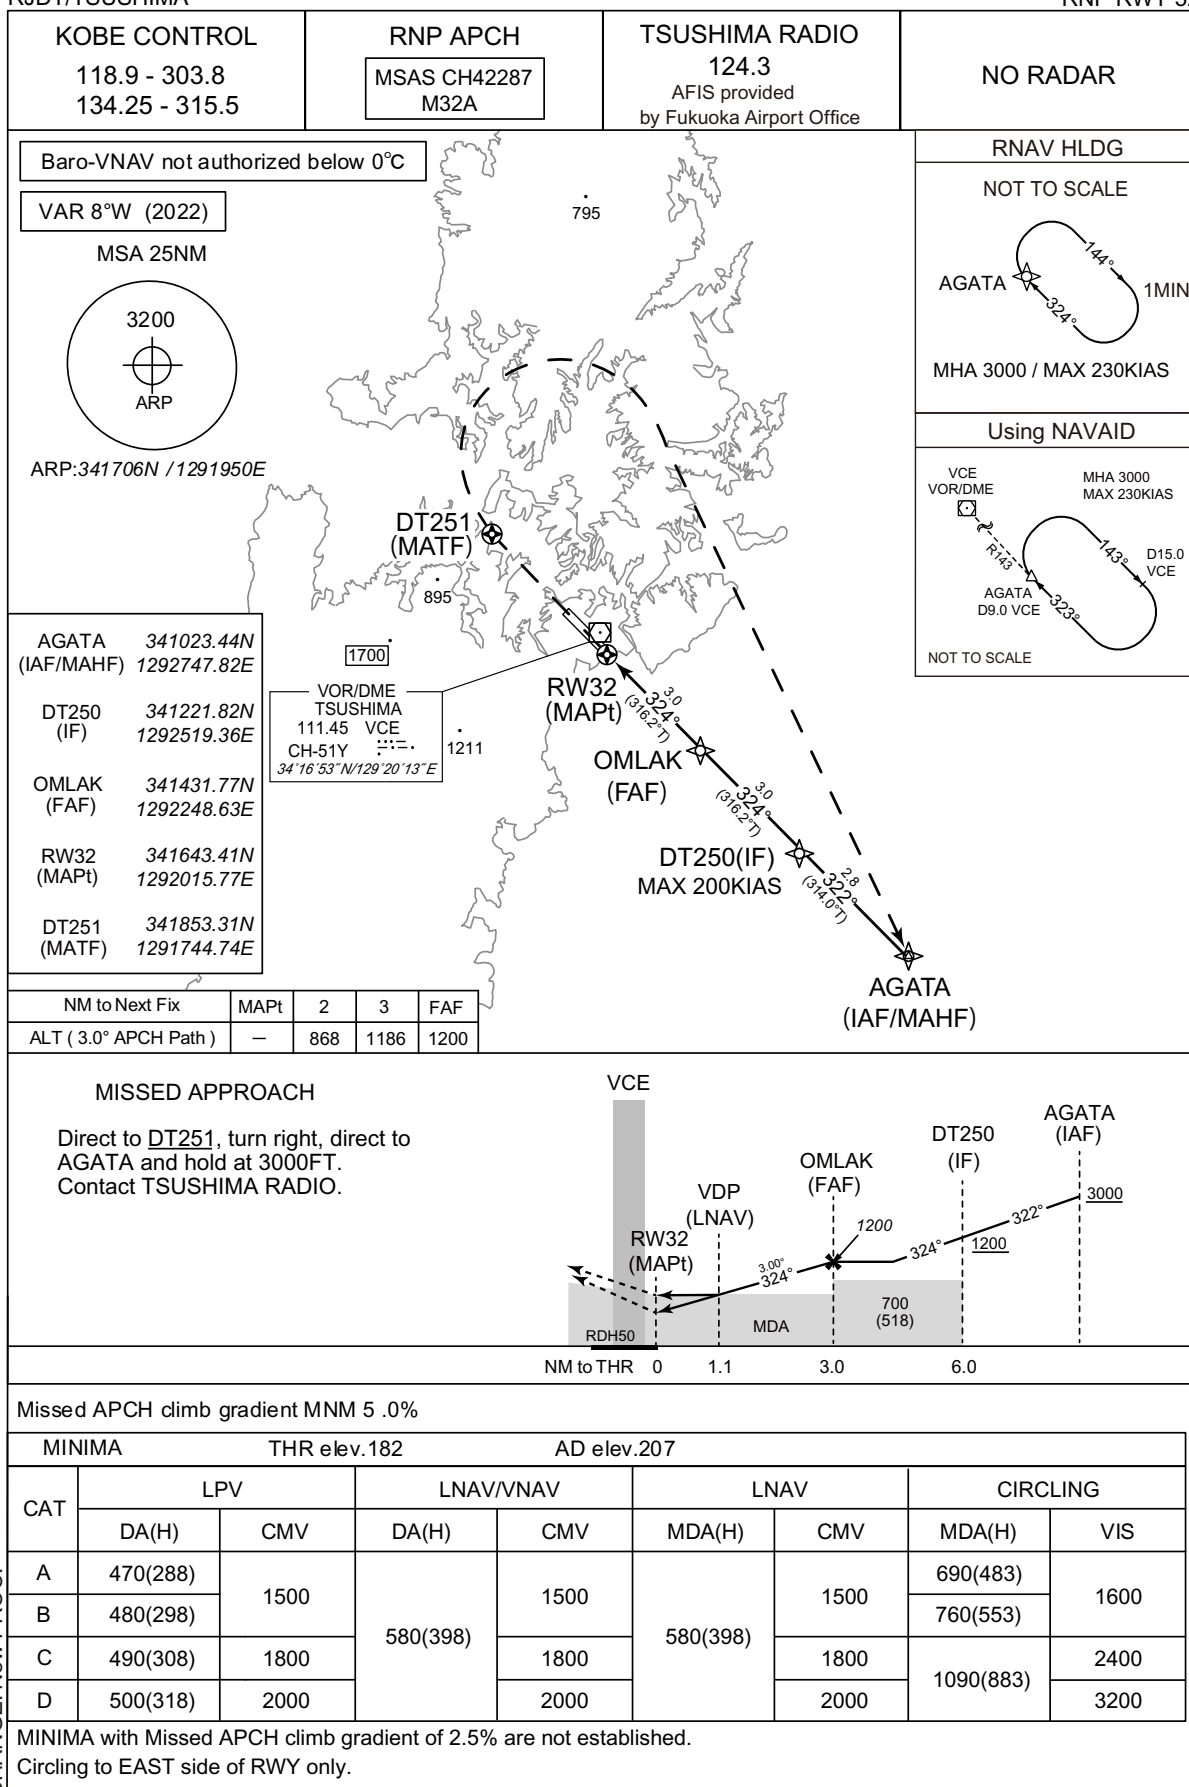 RJDT/TSUSHIMA
KOBE CONTROL
118.9 - 303.8
134.25 - 315.5
RNP APCH
MSAS CH42287
M32A
TSUSHIMA RADIO
124.3
AFIS provided
by Fukuoka Airport Office
NO RADAR
Baro-VNAV not authorized below 0°C
VAR 8°W (2022)
MSA 25NM
3200
ARP
ARP:341706N /1291950E
795
RNAV HLDG
NOT TO SCALE
144°
AGATA
1MIN
324°
MHA 3000 / MAX 230KIAS
Using NAVAID
VCE
VOR/DME
MHA 3000
MAX 230KIAS
R143
143°
D15.0
VCE
AGATA
D9.0 VCE
323°
NOT TO SCALE
DT251
(MATF)
895
1700
AGATA 341023.44N
(IAF/MAHF) 1292747.82E
DT250 341221.82N
(IF) 1292519.36E
OMLAK 341431.77N
(FAF) 1292248.63E
RW32 341643.41N
(MAPt) 1292015.77E
DT251 341853.31N
(MATF) 1291744.74E
VOR/DME
TSUSHIMA
111.45 VCE
CH-51Y
34°16′53″N/129°20′13″E
1211
RW32
(MAPt)
3.0
324°
(316.2°T)
OMLAK
(FAF)
3.0
324°
(316.2°T)
DT250(IF)
MAX 200KIAS
2.8
322°
(314.0°T)
AGATA
(IAF/MAHF)
NM to Next Fix MAPt 2 3 FAF
ALT ( 3.0° APCH Path ) — 868 1186 1200
MISSED APPROACH
Direct to DT251, turn right, direct to
AGATA and hold at 3000FT.
Contact TSUSHIMA RADIO.
VCE
RW32
(MAPt)
VDP
(LNAV)
OMLAK
(FAF)
DT250
(IF)
AGATA
(IAF)
3000
322°
1200
324°
1200
3.00°
324°
700
(518)
MDA
RDH50
NM to THR 0 1.1 3.0 6.0
Missed APCH climb gradient MNM 5 .0%
MINIMA THR elev.182 AD elev.207
CAT LPV LNAV/VNAV LNAV CIRCLING
DA(H) CMV DA(H) CMV MDA(H) CMV MDA(H) VIS
A 470(288) 1500 580(398) 1500 580(398) 1500 690(483) 1600
B 480(298) 760(553)
C 490(308) 1800 1800 1800 1090(883) 2400
D 500(318) 2000 2000 2000 3200
MINIMA with Missed APCH climb gradient of 2.5% are not established.
Circling to EAST side of RWY only.